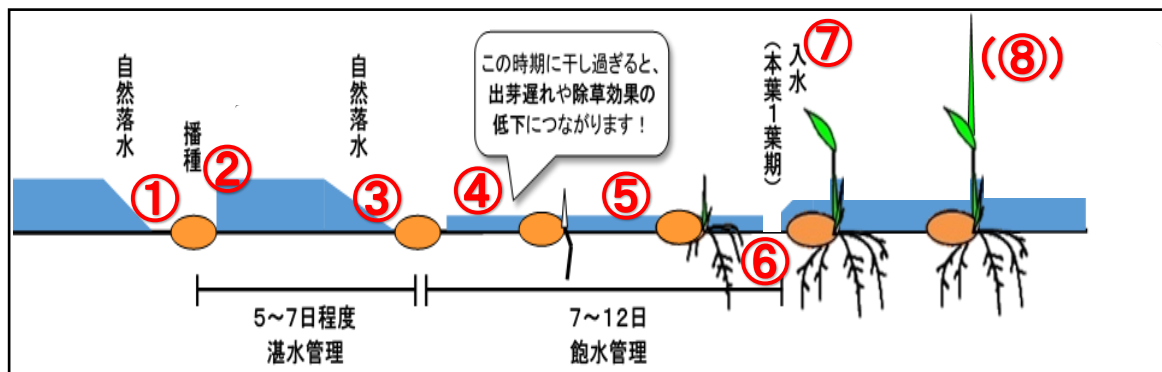 自然落水
①
播種
②
自然落水
③
④
この時期に干し過ぎると、
出芽遅れや除草効果の
低下につながります！
⑤
⑥
入水
（本葉１葉期）
⑦
（⑧）
5～7日程度
湛水管理
7～12日
飽水管理